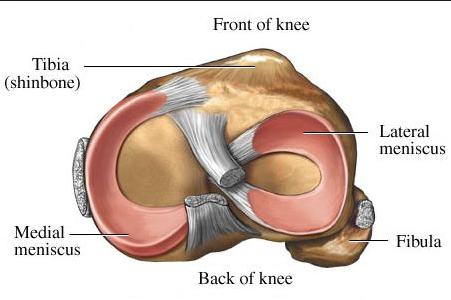 Front of knee
Tibia
(shinbone)
Lateral
meniscus
Medial
meniscus
Fibula
Back of knee